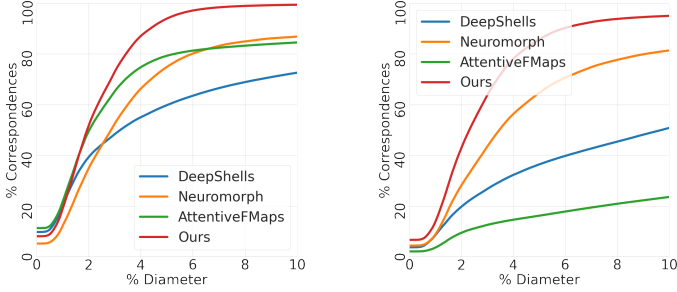 % Correspondences
100
80
60
40
20
0
DeepShells
Neuromorph
AttentiveFMaps
Ours
0 2 4 6 8 10
% Diameter
% Correspondences
100
80
60
40
20
0
DeepShells
Neuromorph
AttentiveFMaps
Ours
0 2 4 6 8 10
% Diameter